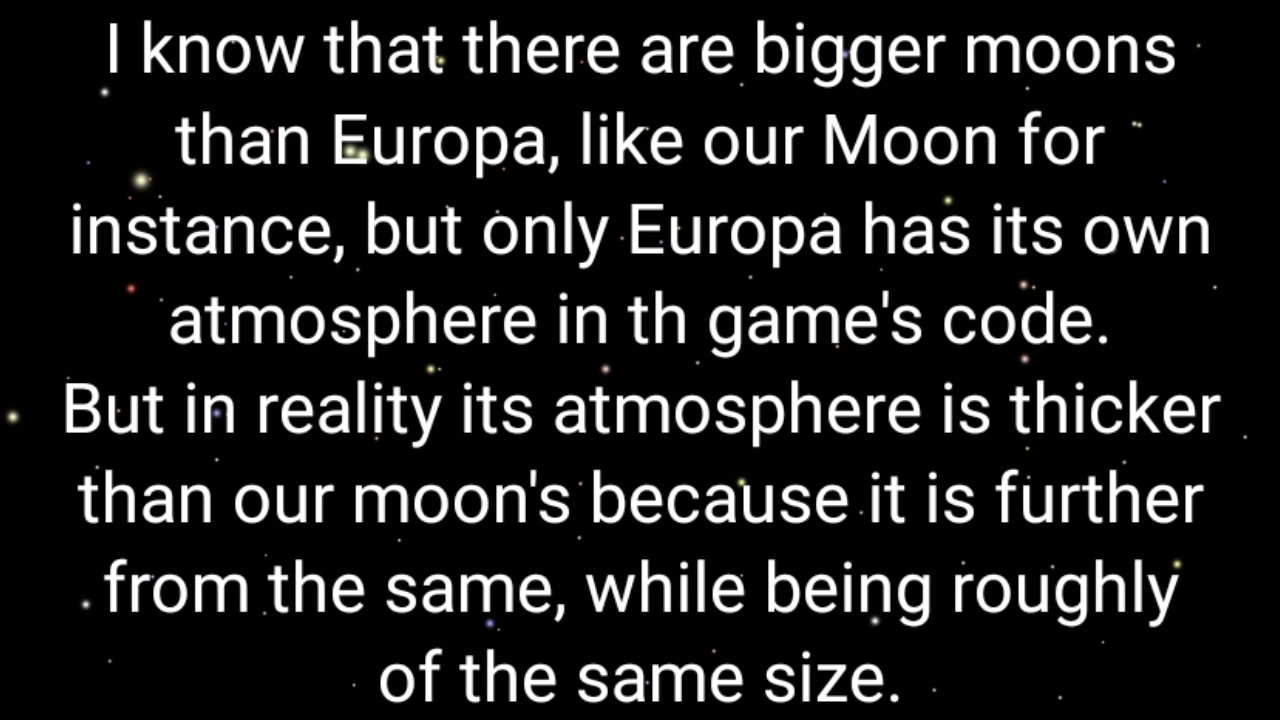 I know that there are bigger moons
than Europa, like our Moon for
instance, but only Europa has its own
atmosphere in th game's code.
But in reality its atmosphere is thicker
than our moon's because it is further
from the same, while being roughly
of the same size.